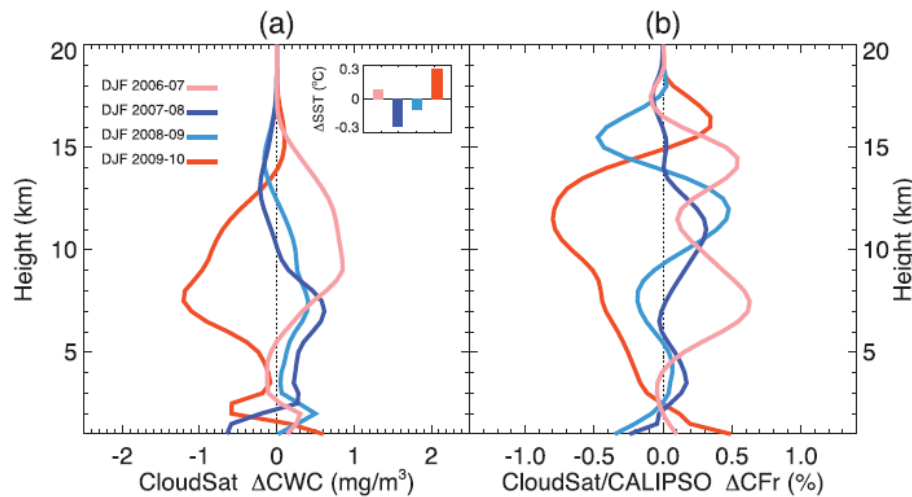 (a)
(b)
20
15
10
5
Height (km)
DJF 2006-07
DJF 2007-08
DJF 2008-09
DJF 2009-10
ΔSST (°C)
0.3
0
-0.3
-2 -1 0 1 2
CloudSat ΔCWC (mg/m³)
-1.0 -0.5 0.0 0.5 1.0
CloudSat/CALIPSO ΔCFr (%)
20
15
10
5
Height (km)